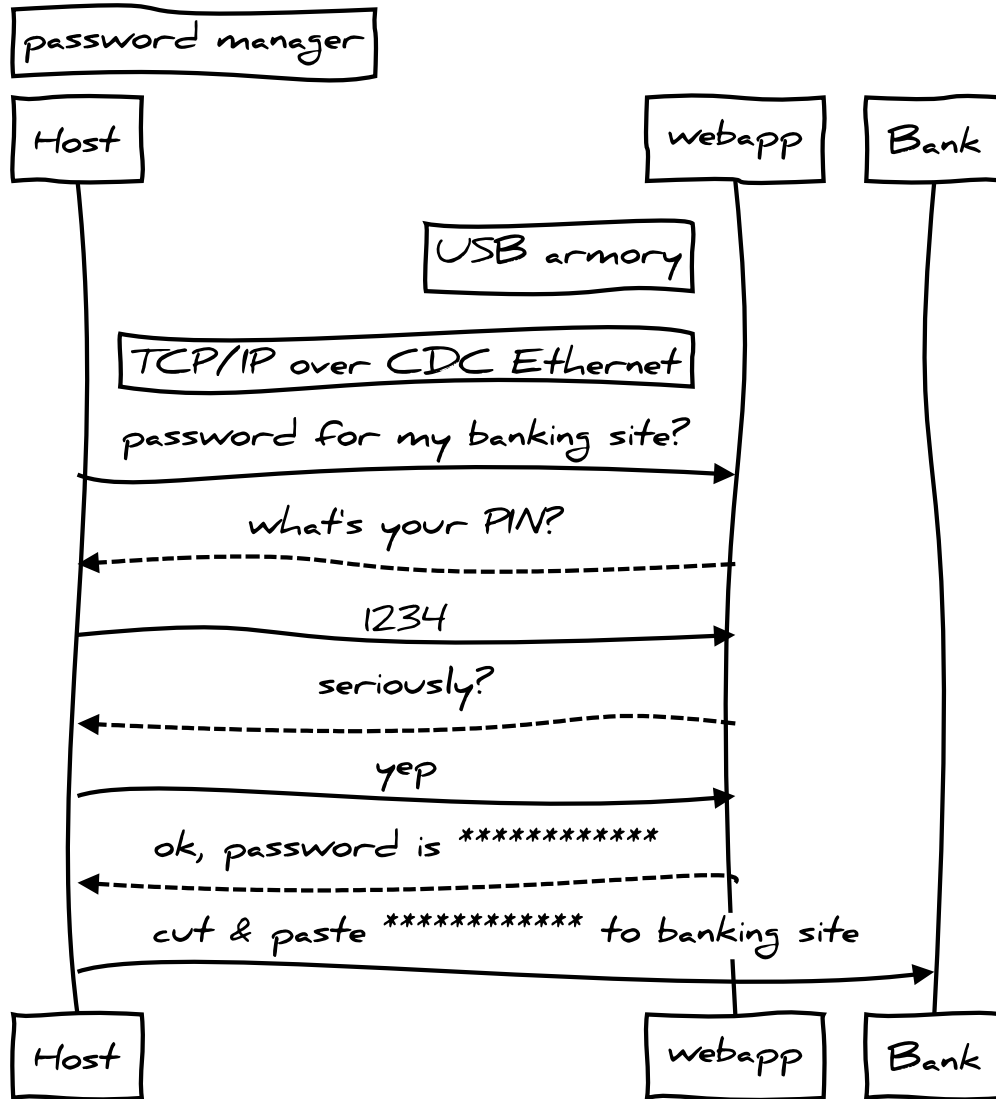 password manager
Host
webapp
Bank
USB armory
TCP/IP over CDC Ethernet
password for my banking site?
what's your PIN?
1234
seriously?
yep
ok, password is ************
cut & paste ************ to banking site
Host
webapp
Bank